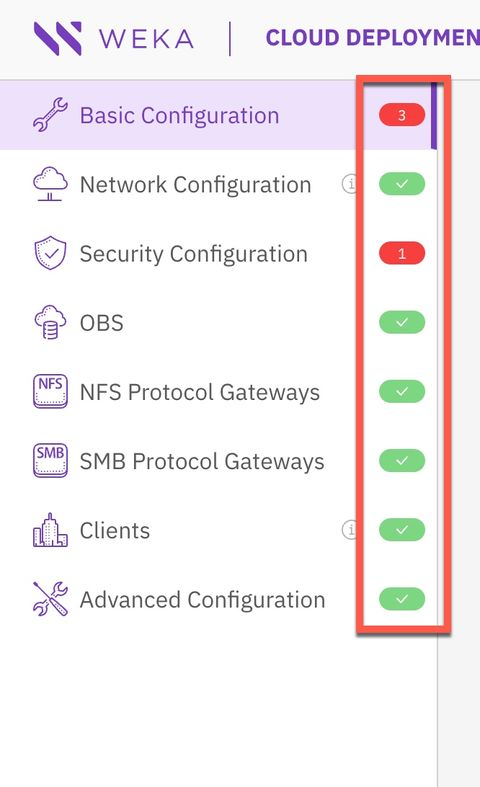 WEKA CLOUD DEPLOYMEN
Basic Configuration 3
Network Configuration i
Security Configuration 1
OBS
NFS NFS Protocol Gateways
SMB SMB Protocol Gateways
Clients i
Advanced Configuration